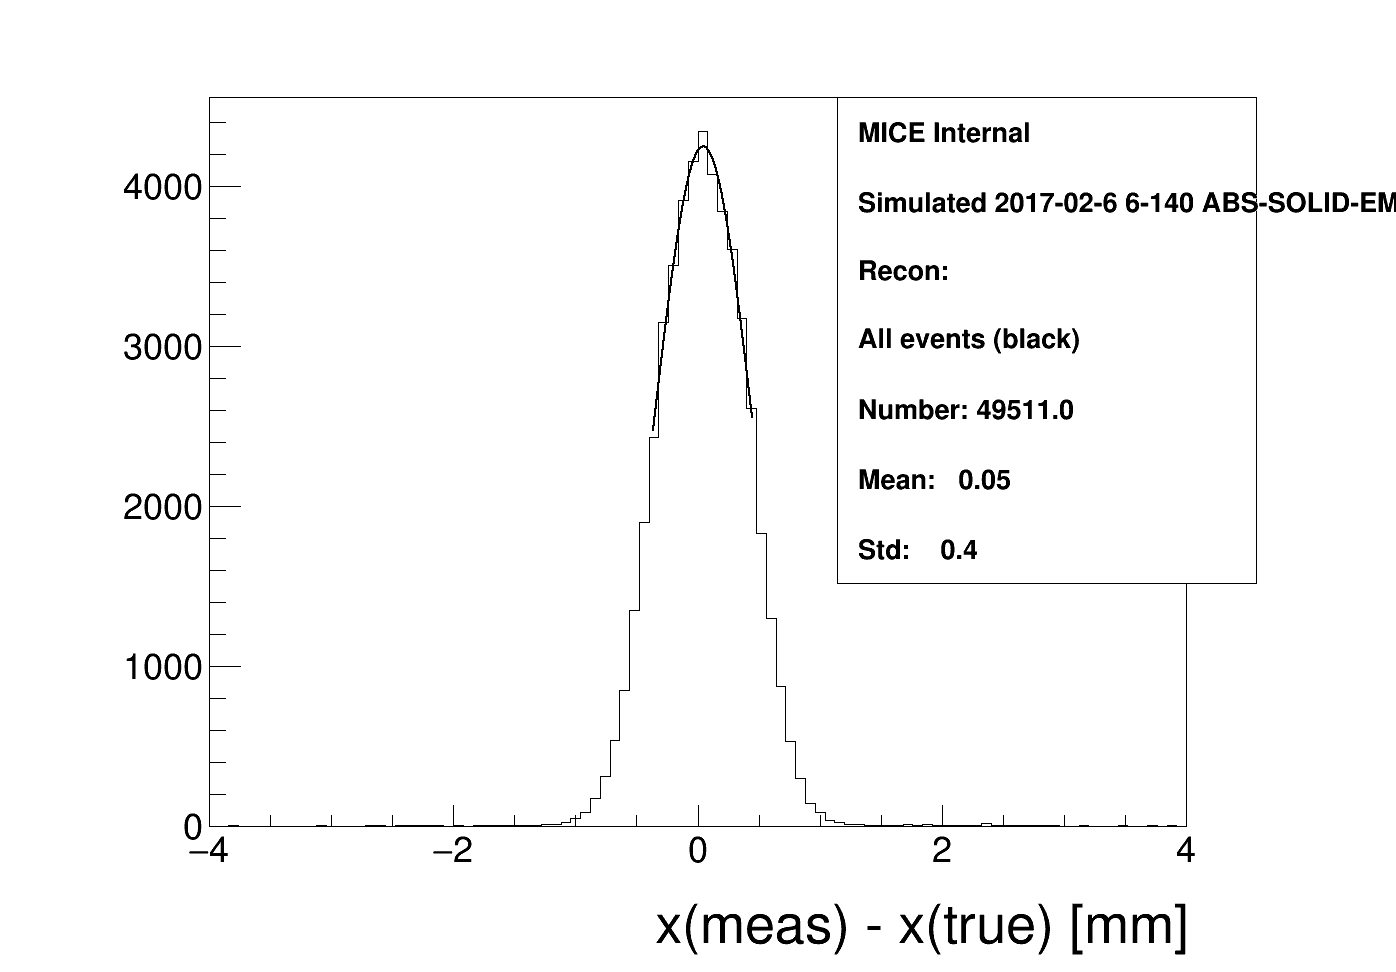 MICE Internal
Simulated 2017-02-6 6-140 ABS-SOLID-EM
Recon:
All events (black)
Number: 49511.0
Mean: 0.05
Std: 0.4
4000
3000
2000
1000
0
−4 −2 0 2 4
x(meas) - x(true) [mm]